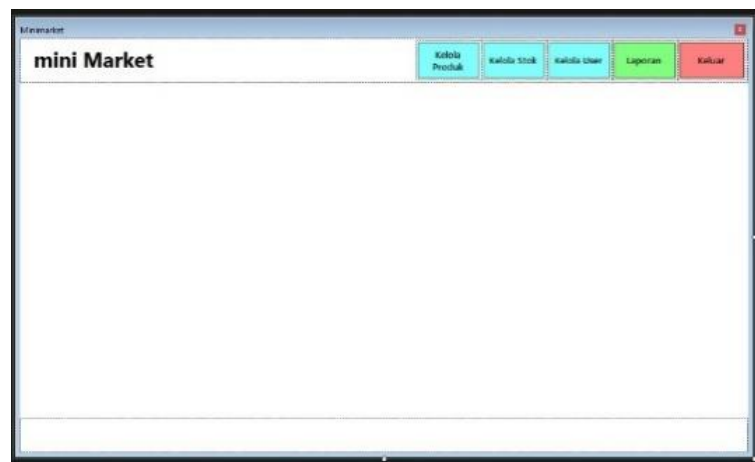 Minimarket
mini Market
Kelola
Produk
Kelola Stok
Kelola User
Laporan
Keluar